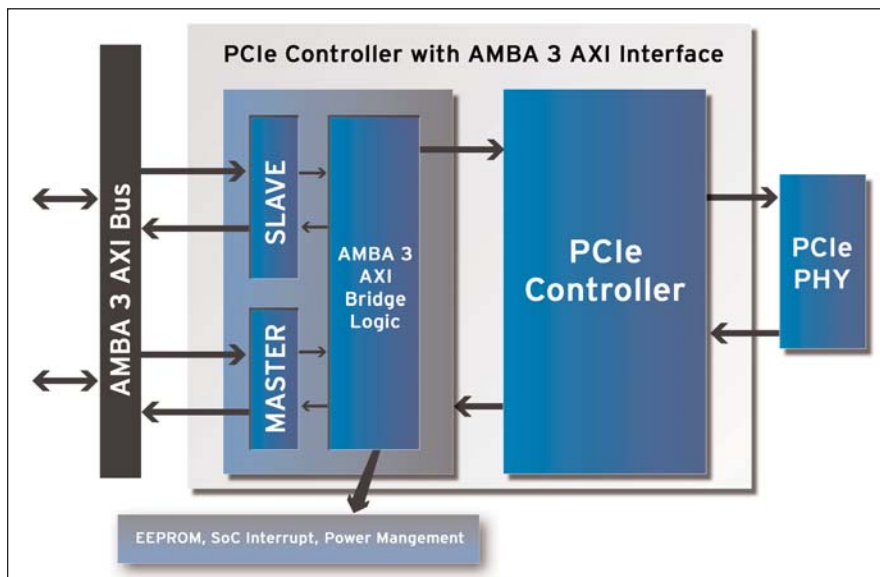 PCIe Controller with AMBA 3 AXI Interface
AMBA 3 AXI Bus
SLAVE
MASTER
AMBA 3
AXI
Bridge
Logic
PCIe
Controller
PCIe
PHY
EEPROM, SoC Interrupt, Power Mangement